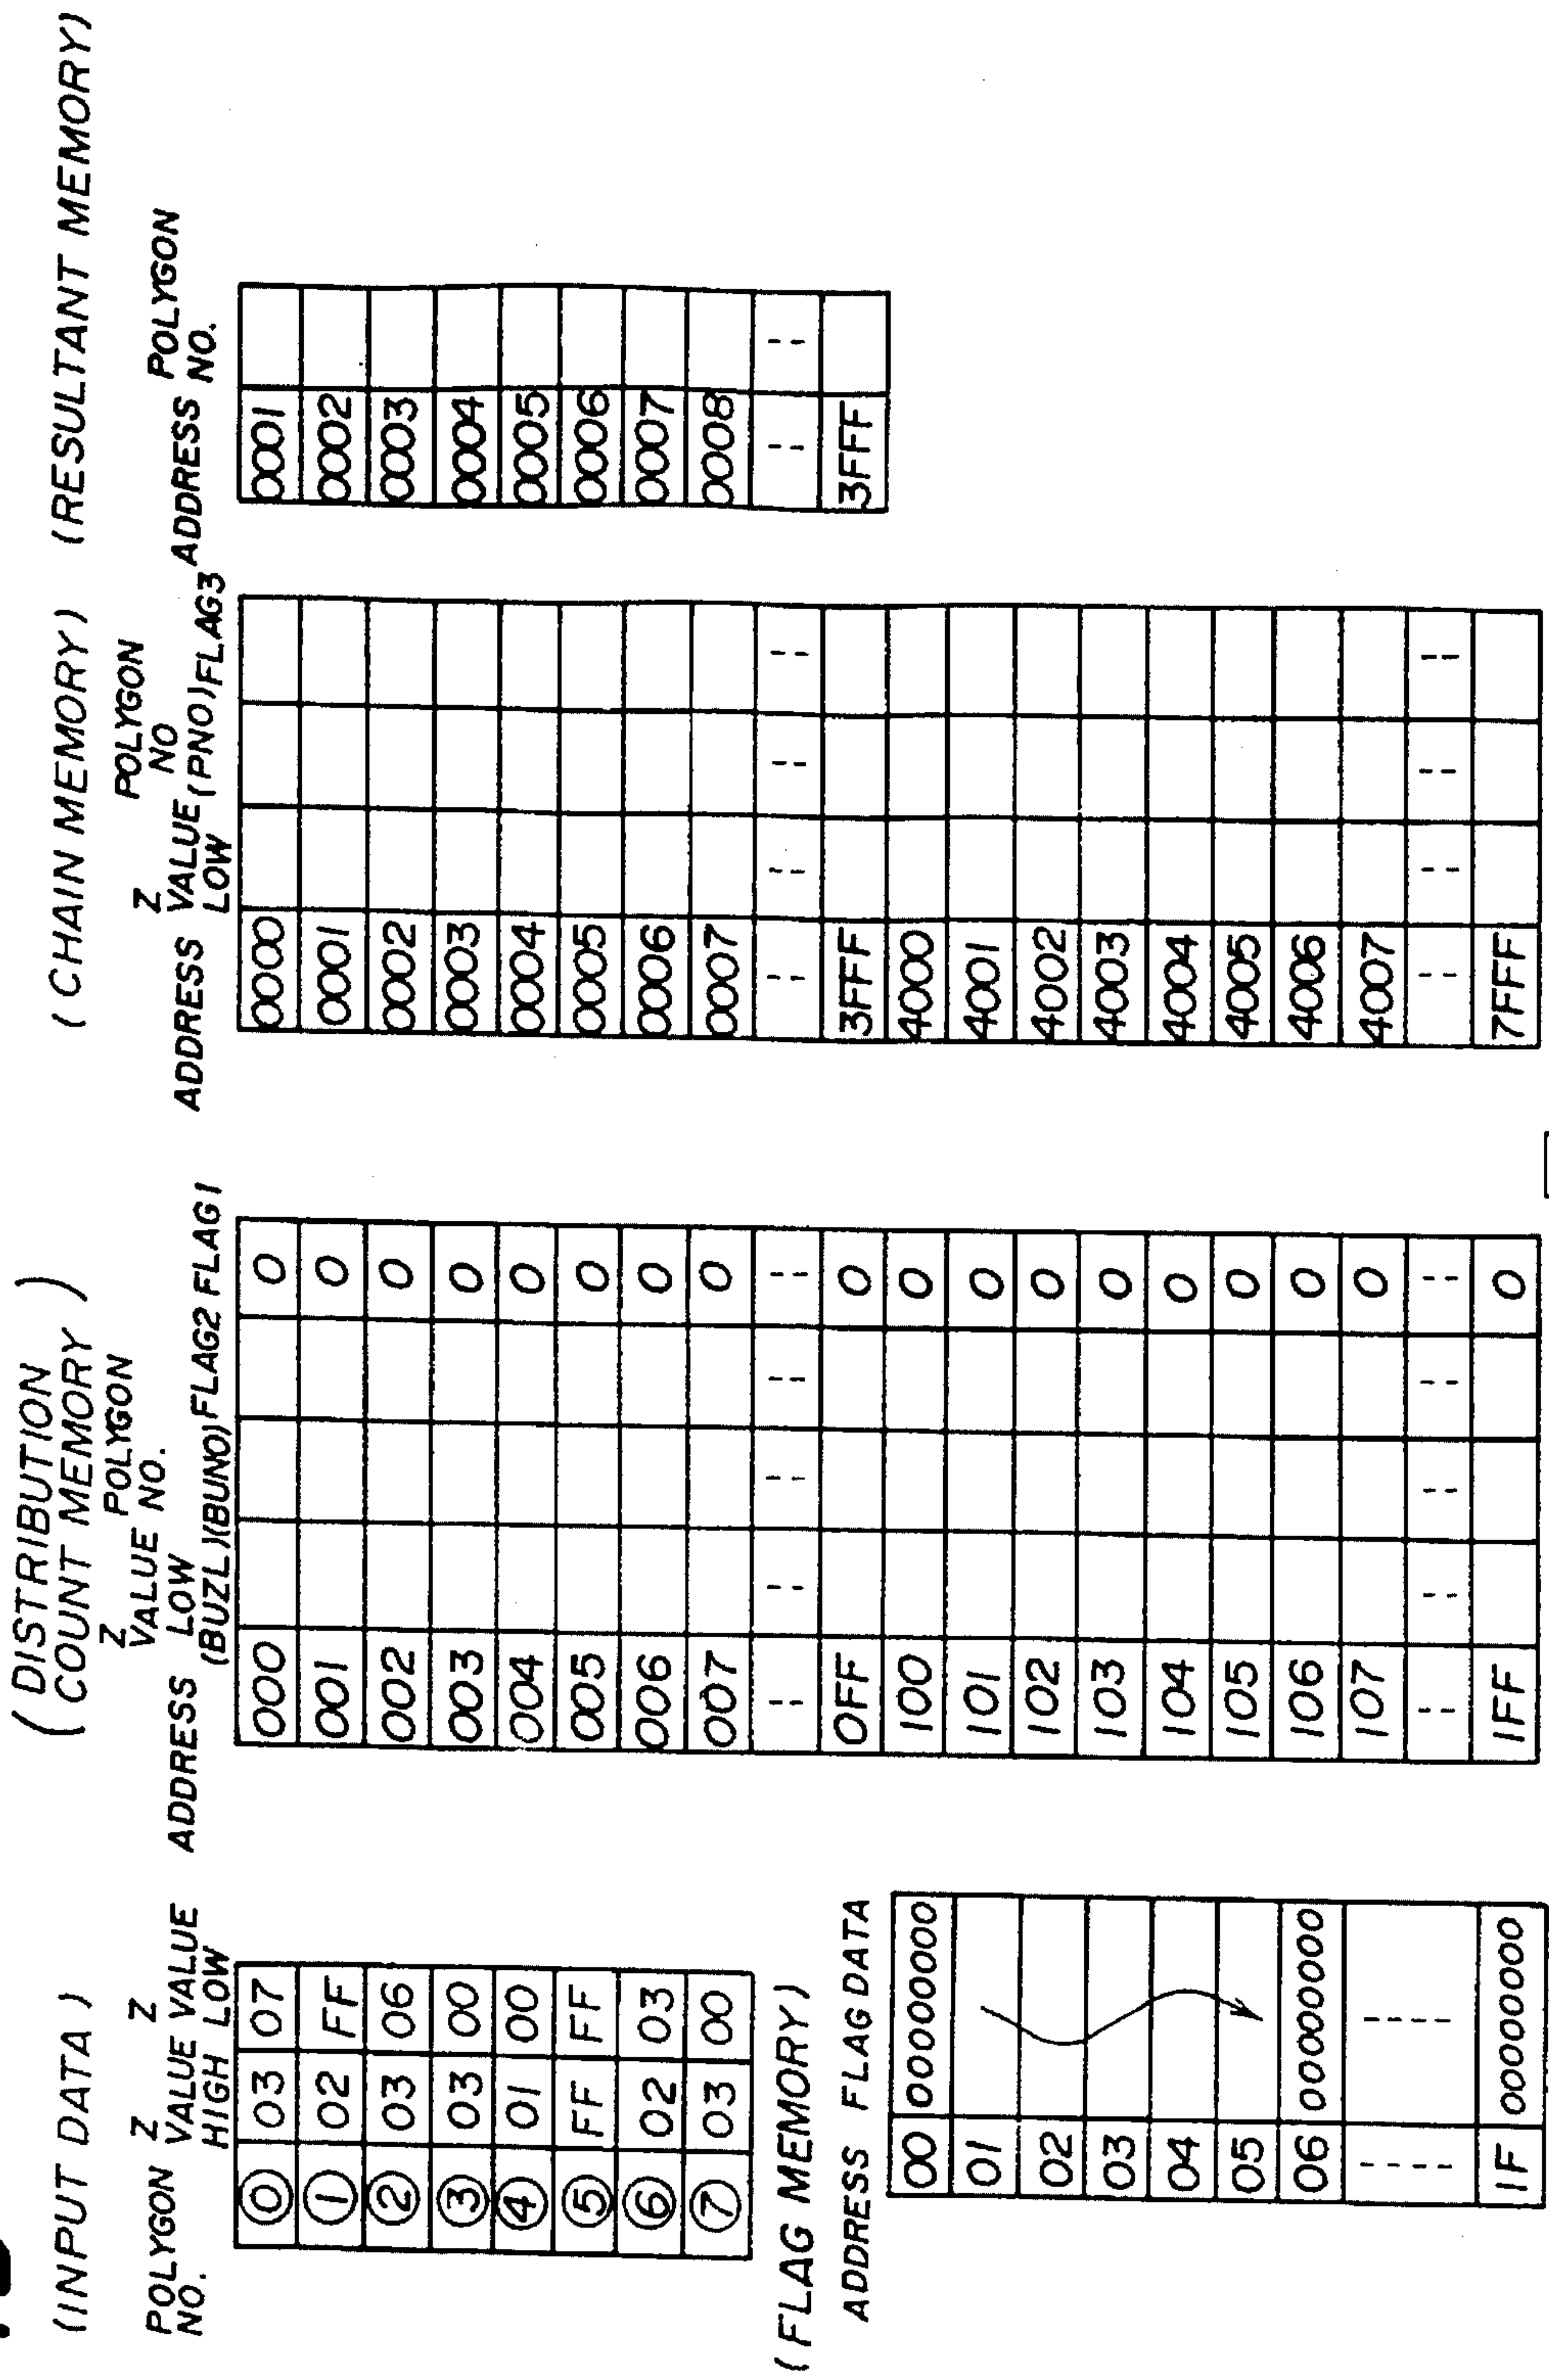 (INPUT DATA)
POLYGON NO. Z VALUE HIGH Z VALUE LOW
⓪ 03 07
① 02 FF
② 03 06
③ 03 00
④ 01 00
⑤ FF FF
⑥ 02 03
⑦ 03 00
(FLAG MEMORY)
ADDRESS FLAG DATA
00 00000000
01
02
03
04
05
06 00000000
---- ----
1F 00000000
(DISTRIBUTION
COUNT MEMORY)
ADDRESS Z VALUE LOW (BUZL) POLYGON NO. (BUNO) FLAG2 FLAG1
000 0
001 0
002 0
003 0
004 0
005 0
006 0
007 0
-- -- -- -- --
0FF 0
100 0
101 0
102 0
103 0
104 0
105 0
106 0
107 0
-- -- -- -- --
1FF 0
(CHAIN MEMORY)
ADDRESS Z VALUE LOW POLYGON NO (PNO) FLAG3
0000
0001
0002
0003
0004
0005
0006
0007
-- -- -- --
3FFF
4000
4001
4002
4003
4004
4005
4006
4007
-- -- -- --
7FFF
(RESULTANT MEMORY)
ADDRESS POLYGON NO.
0001
0002
0003
0004
0005
0006
0007
0008
-- --
3FFF